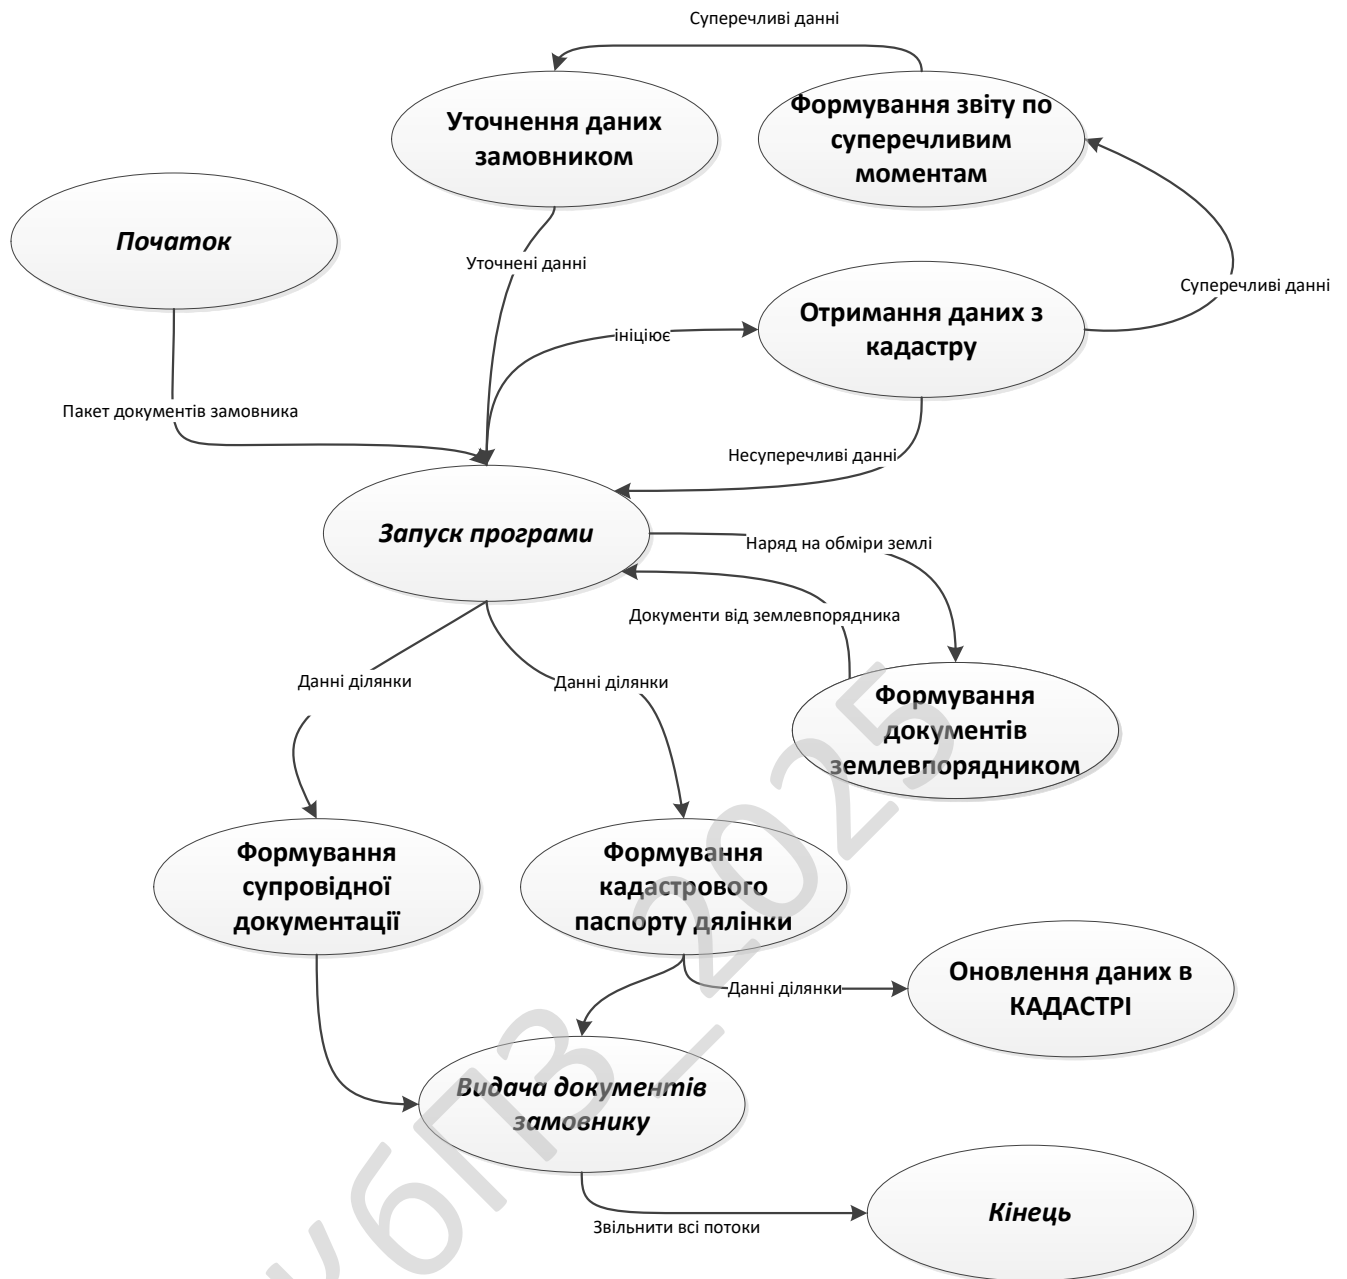 Суперечливі данні
Уточнення даних
замовником
Формування звіту по
суперечливим
моментам
Початок
Уточнені данні
Суперечливі данні
Отримання даних з
кадастру
ініціює
Пакет документів замовника
Несуперечливі данні
Запуск програми
Наряд на обміри землі
Документи від землевпорядника
Данні ділянки
Данні ділянки
Формування
документів
землевпорядником
Формування
супровідної
документації
Формування
кадастрового
паспорту дялінки
Данні ділянки
Оновлення даних в
КАДАСТРІ
Видача документів
замовнику
Звільнити всі потоки
Кінець
КбПЗ_2025